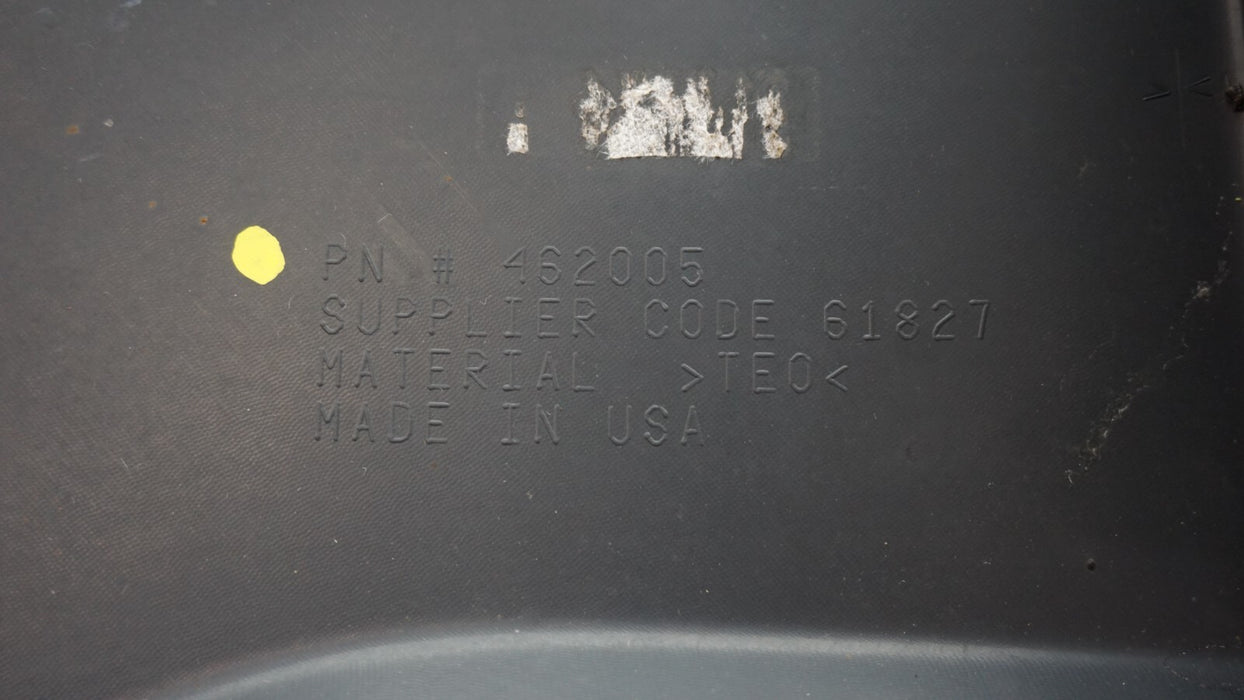 PN # 462005
SUPPLIER CODE 61827
MATERIAL >TEO<
MADE IN USA